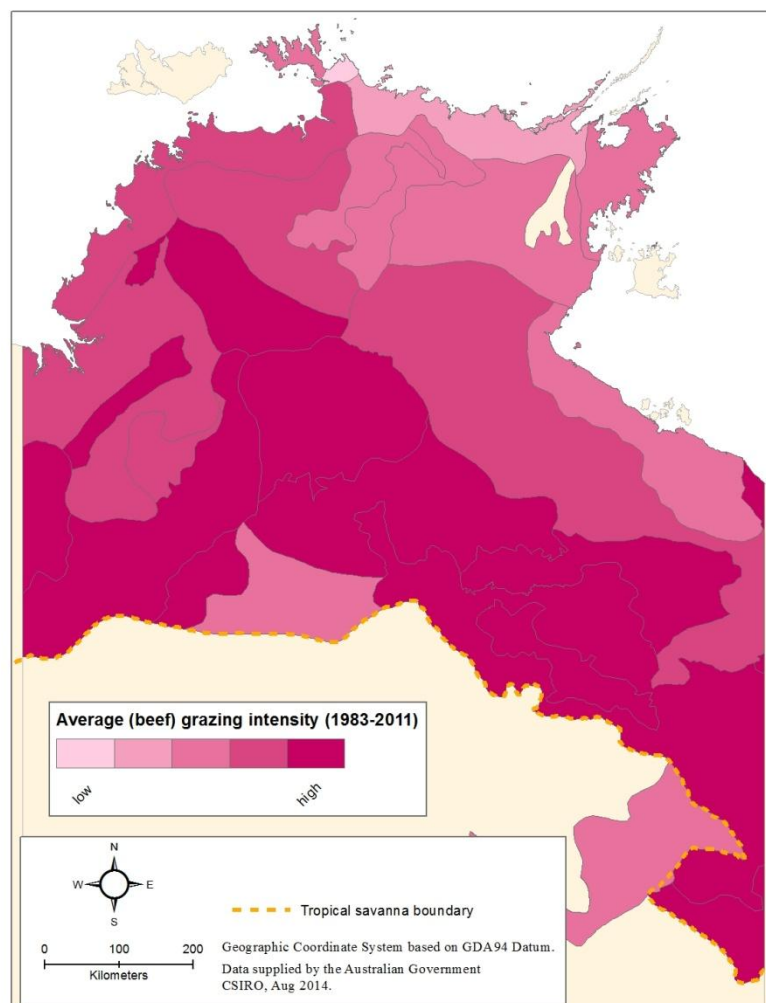 Average (beef) grazing intensity (1983-2011)
low
high
N
W
E
S
0
100
200
Kilometers
Tropical savanna boundary
Geographic Coordinate System based on GDA94 Datum.
Data supplied by the Australian Government
CSIRO, Aug 2014.